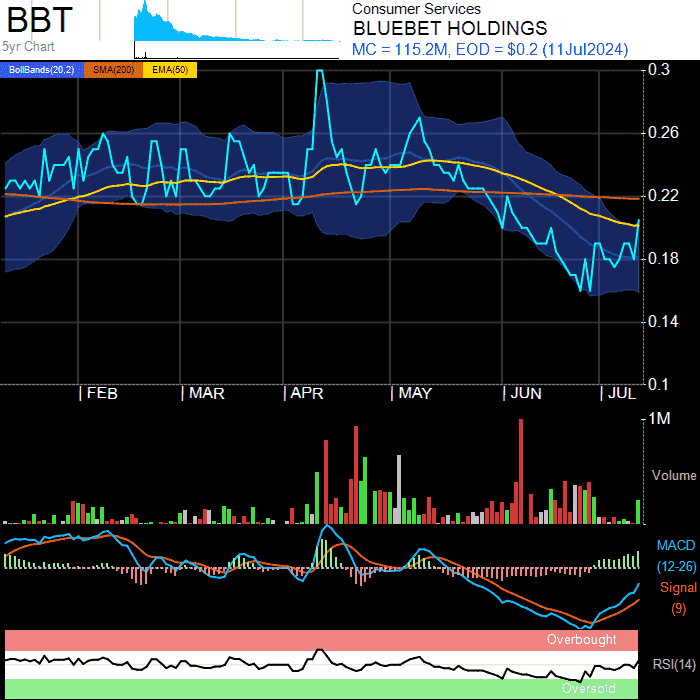 BBT
Consumer Services
BLUEBET HOLDINGS
5yr Chart
MC = 115.2M, EOD = $0.2 (11Jul2024)
BollBands(20,2) SMA(200) EMA(50)
0.3
0.26
0.22
0.18
0.14
0.1
FEB MAR APR MAY JUN JUL
1M
Volume
MACD
(12-26)
Signal
(9)
Overbought
RSI(14)
Oversold